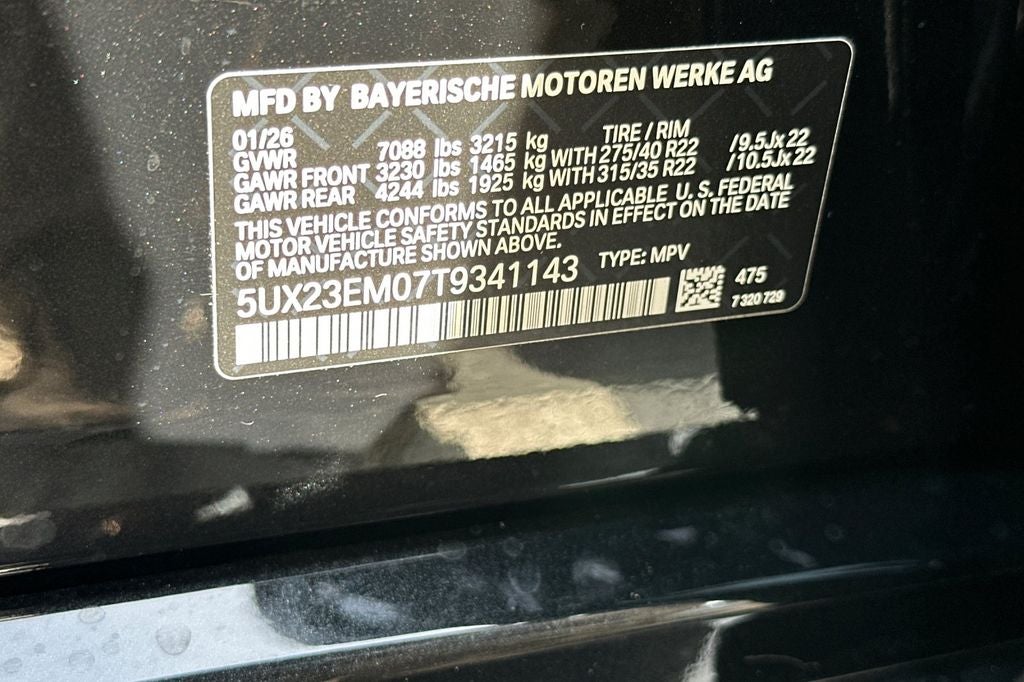 MFD BY BAYERISCHE MOTOREN WERKE AG
01/26 TIRE / RIM
GVWR 7088 lbs 3215 kg
GAWR FRONT 3230 lbs 1465 kg WITH 275/40 R22 /9.5Jx22
GAWR REAR 4244 lbs 1925 kg WITH 315/35 R22 /10.5Jx22
THIS VEHICLE CONFORMS TO ALL APPLICABLE U. S. FEDERAL
MOTOR VEHICLE SAFETY STANDARDS IN EFFECT ON THE DATE
OF MANUFACTURE SHOWN ABOVE.
5UX23EM07T9341143 TYPE: MPV
475
7 320 729